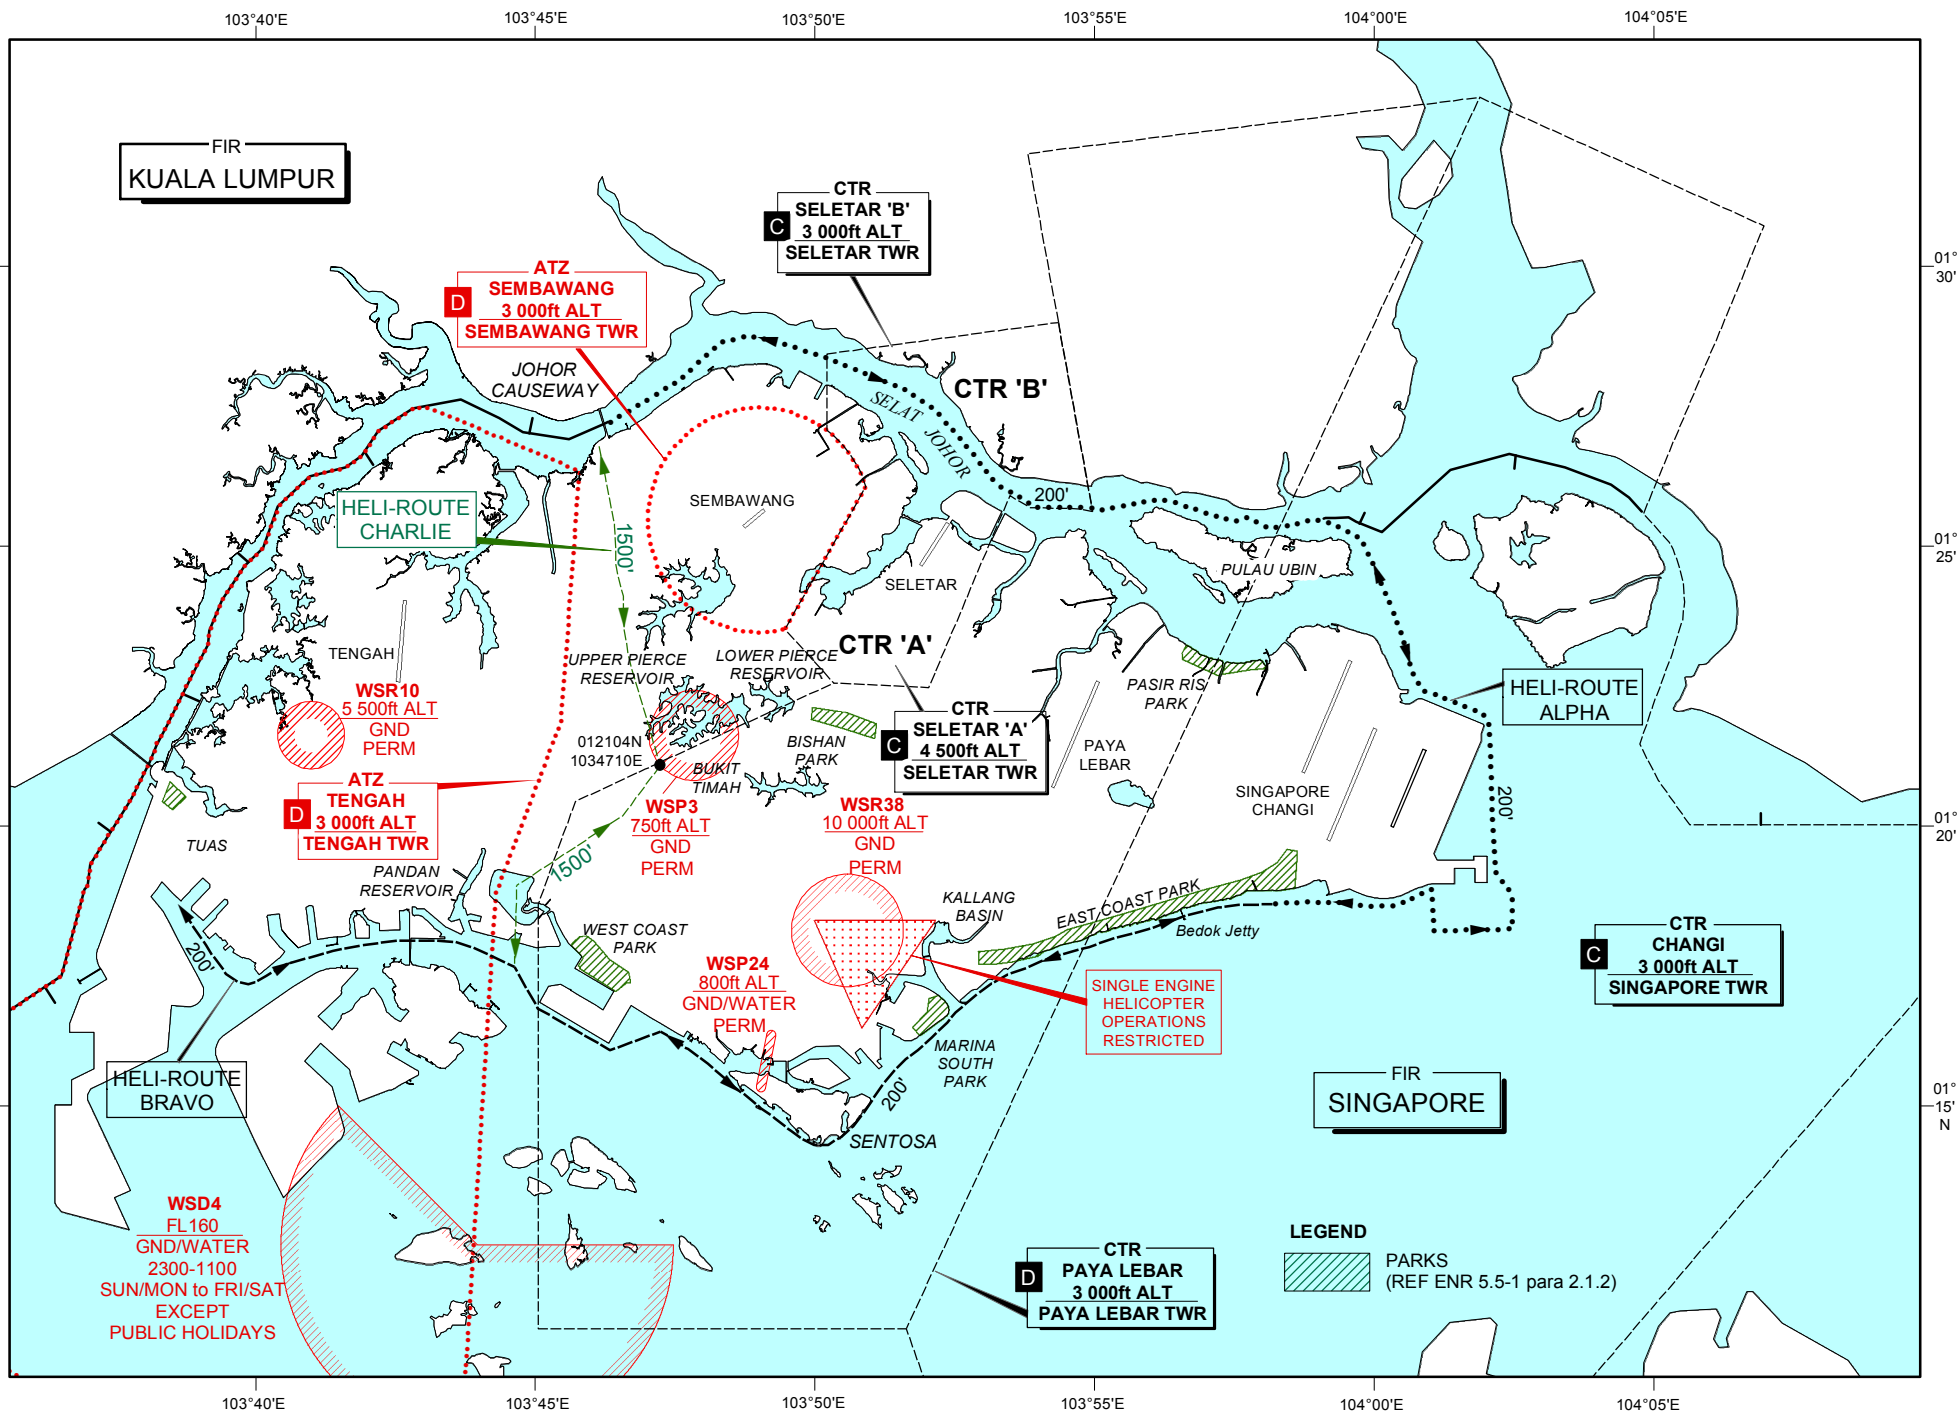 103°40'E
103°45'E
103°50'E
103°55'E
104°00'E
104°05'E
FIR
KUALA LUMPUR
CTR
SELETAR 'B'
C
3 000ft ALT
SELETAR TWR
ATZ
SEMBAWANG
D
3 000ft ALT
SEMBAWANG TWR
01°
30'
JOHOR
CAUSEWAY
CTR 'B'
SELAT JOHOR
HELI-ROUTE
CHARLIE
1500'
SEMBAWANG
200'
01°
25'
SELETAR
PULAU UBIN
TENGAH
CTR 'A'
UPPER PIERCE
RESERVOIR
LOWER PIERCE
RESERVOIR
PASIR RIS
PARK
HELI-ROUTE
ALPHA
WSR10
5 500ft ALT
GND
PERM
CTR
SELETAR 'A'
C
4 500ft ALT
SELETAR TWR
012104N
1034710E
BISHAN
PARK
PAYA
LEBAR
BUKIT
TIMAH
ATZ
TENGAH
D
3 000ft ALT
TENGAH TWR
WSP3
750ft ALT
GND
PERM
WSR38
10 000ft ALT
GND
PERM
SINGAPORE
CHANGI
200'
01°
20'
TUAS
1500'
PANDAN
RESERVOIR
KALLANG
BASIN
EAST COAST PARK
Bedok Jetty
WEST COAST
PARK
200'
CTR
CHANGI
C
3 000ft ALT
SINGAPORE TWR
WSP24
800ft ALT
GND/WATER
PERM
SINGLE ENGINE
HELICOPTER
OPERATIONS
RESTRICTED
MARINA
SOUTH
PARK
HELI-ROUTE
BRAVO
200'
FIR
SINGAPORE
01°
15'
N
SENTOSA
WSD4
FL160
GND/WATER
2300-1100
SUN/MON to FRI/SAT
EXCEPT
PUBLIC HOLIDAYS
CTR
PAYA LEBAR
D
3 000ft ALT
PAYA LEBAR TWR
LEGEND
PARKS
(REF ENR 5.5-1 para 2.1.2)
103°40'E
103°45'E
103°50'E
103°55'E
104°00'E
104°05'E